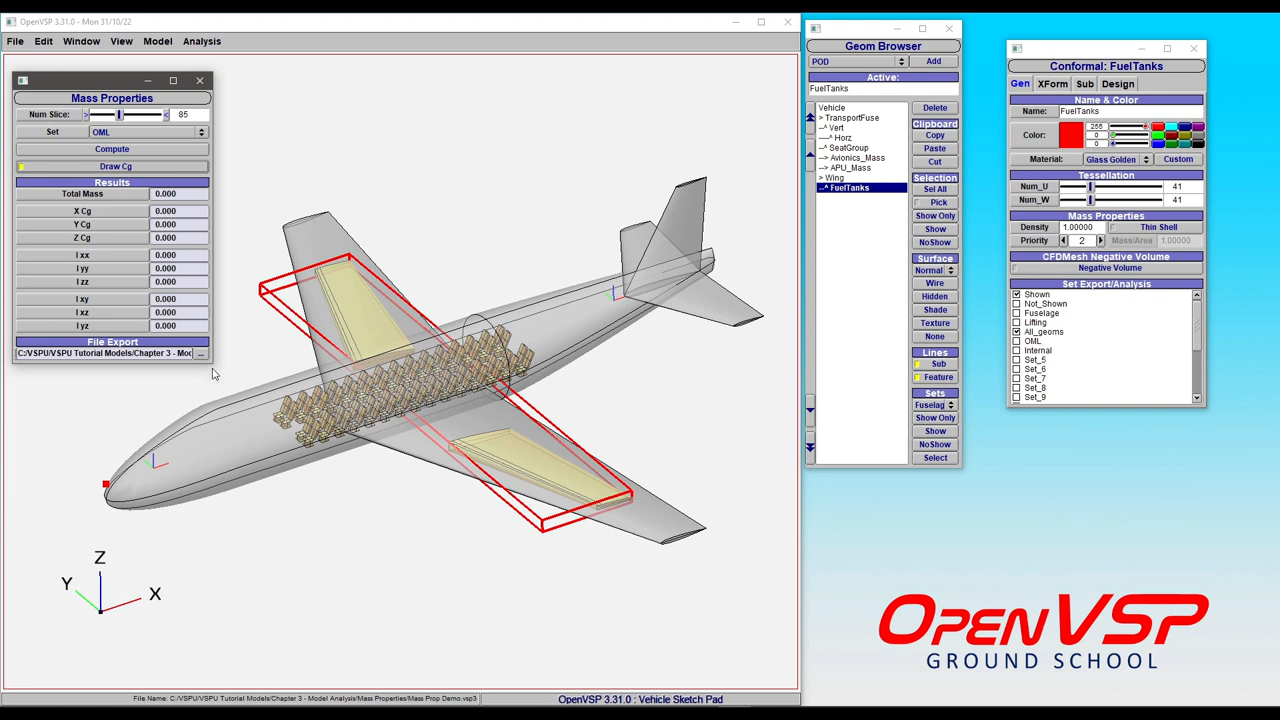 OpenVSP 3.31.0 - Mon 31/10/22
File Edit Window View Model Analysis
Mass Properties
Num Slice: > < 85
Set OML
Compute
Draw Cg
Results
Total Mass 0.000
X Cg 0.000
Y Cg 0.000
Z Cg 0.000
I xx 0.000
I yy 0.000
I zz 0.000
I xy 0.000
I xz 0.000
I yz 0.000
File Export
C:/VSPU/VSPU Tutorial Models/Chapter 3 - Moc ...
Z
Y
X
File Name: C:/VSPU/VSPU Tutorial Models/Chapter 3 - Model Analysis/Mass Properties/Mass Prop Demo.vsp3
OpenVSP 3.31.0 : Vehicle Sketch Pad
Geom Browser
POD Add
Active:
FuelTanks
Vehicle
> TransportFuse
--^ Vert
----^ Horz
--^ SeatGroup
--> Avionics_Mass
--> APU_Mass
> Wing
--^ FuelTanks
Delete
Clipboard
Copy
Paste
Cut
Selection
Sel All
Pick
Show Only
Show
NoShow
Surface
Normal
Wire
Hidden
Shade
Texture
None
Lines
Sub
Feature
Sets
Fuselag
Show Only
Show
NoShow
Select
Conformal: FuelTanks
Gen XForm Sub Design
Name & Color
Name: FuelTanks
Color: 255
0
0
Material: Glass Golden Custom
Tessellation
Num_U 41
Num_W 41
Mass Properties
Density 1.00000 Thin Shell
Priority 2 Mass/Area 1.00000
CFDMesh Negative Volume
Negative Volume
Set Export/Analysis
Shown
Not_Shown
Fuselage
Lifting
All_geoms
OML
Internal
Set_5
Set_6
Set_7
Set_8
Set_9
OPENVSP
GROUND SCHOOL